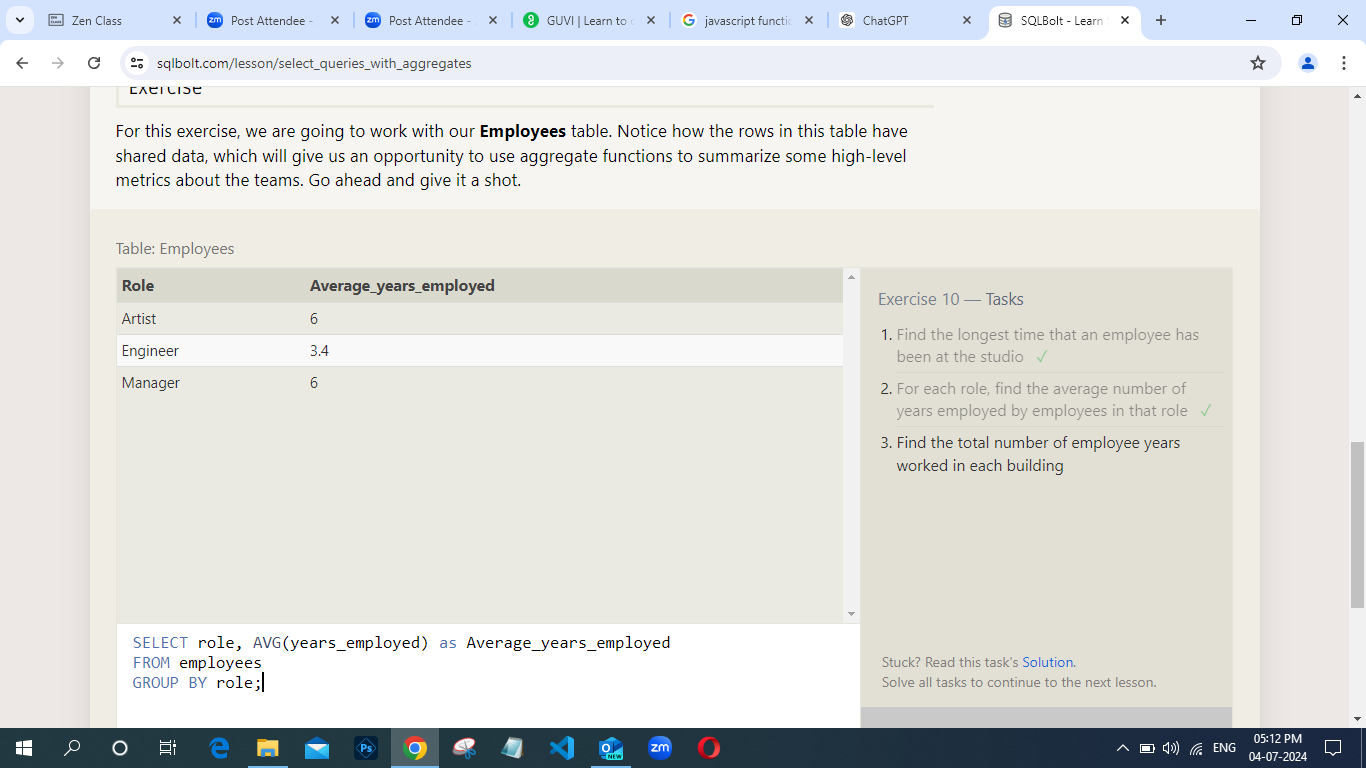 Zen Class
Post Attendee -
Post Attendee -
GUVI | Learn to c
javascript functio
ChatGPT
SQLBolt - Learn
sqlbolt.com/lesson/select_queries_with_aggregates
Exercise
For this exercise, we are going to work with our Employees table. Notice how the rows in this table have
shared data, which will give us an opportunity to use aggregate functions to summarize some high-level
metrics about the teams. Go ahead and give it a shot.
Table: Employees
Role Average_years_employed
Artist 6
Engineer 3.4
Manager 6
Exercise 10 — Tasks
1. Find the longest time that an employee has
been at the studio ✓
2. For each role, find the average number of
years employed by employees in that role ✓
3. Find the total number of employee years
worked in each building
SELECT role, AVG(years_employed) as Average_years_employed
FROM employees
GROUP BY role;
Stuck? Read this task's Solution.
Solve all tasks to continue to the next lesson.
ENG
05:12 PM
04-07-2024